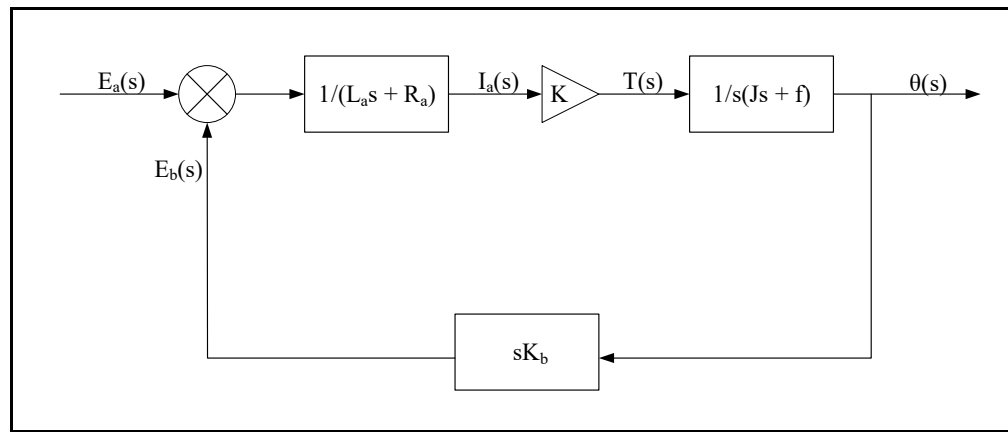 Eₐ(s)
1/(Lₐs + Rₐ)
Iₐ(s)
K
T(s)
1/s(Js + f)
θ(s)
E_b(s)
sK_b